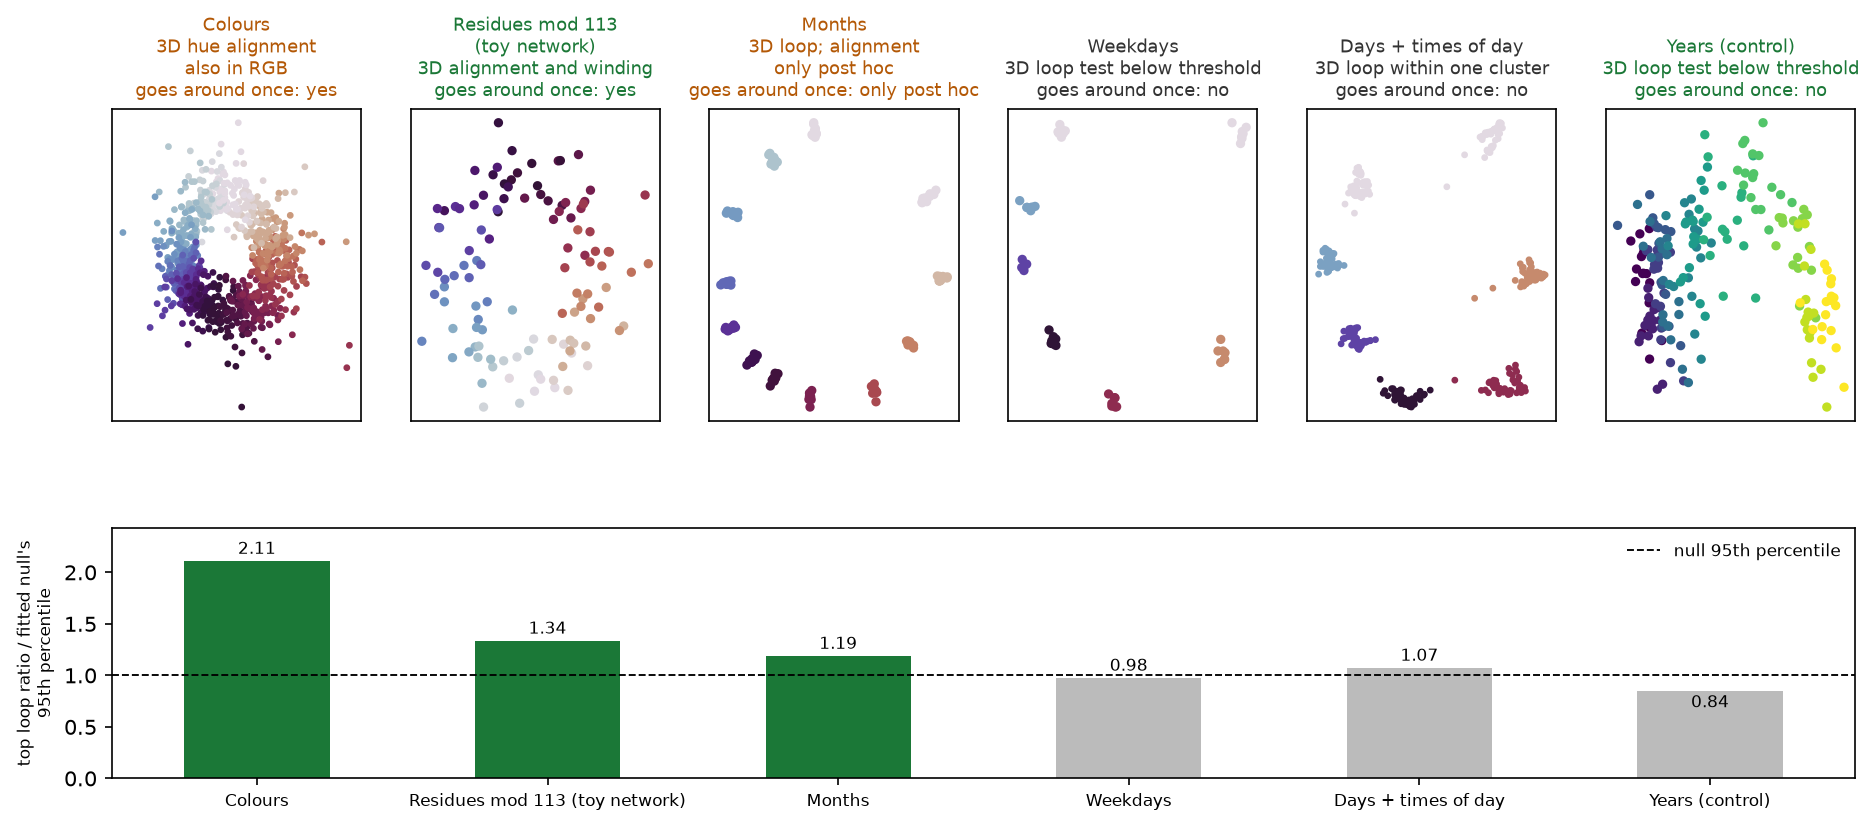 Colours
3D hue alignment
also in RGB
goes around once: yes
Residues mod 113
(toy network)
3D alignment and winding
goes around once: yes
Months
3D loop; alignment
only post hoc
goes around once: only post hoc
Weekdays
3D loop test below threshold
goes around once: no
Days + times of day
3D loop within one cluster
goes around once: no
Years (control)
3D loop test below threshold
goes around once: no
top loop ratio / fitted null's
95th percentile
2.0
1.5
1.0
0.5
0.0
2.11
1.34
1.19
0.98
1.07
0.84
null 95th percentile
Colours
Residues mod 113 (toy network)
Months
Weekdays
Days + times of day
Years (control)